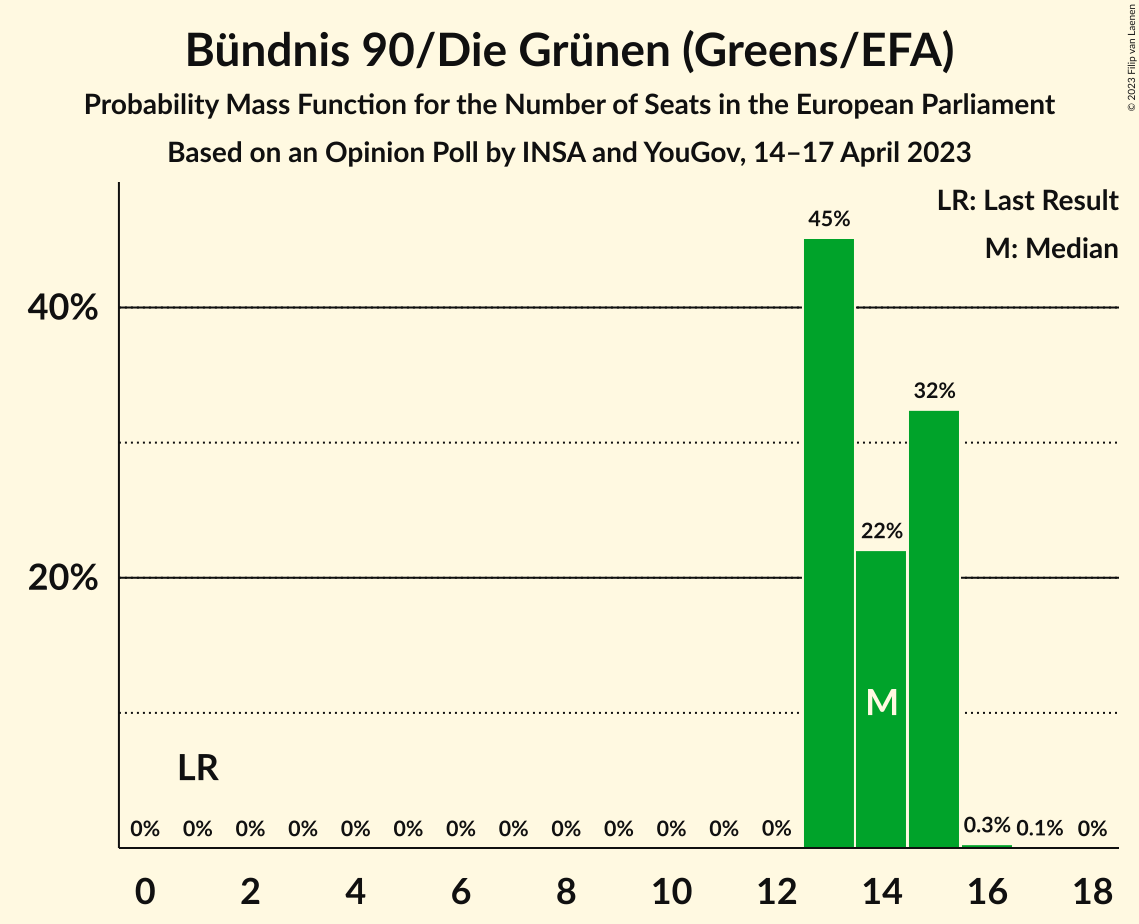 Bündnis 90/Die Grünen (Greens/EFA)
Probability Mass Function for the Number of Seats in the European Parliament
Based on an Opinion Poll by INSA and YouGov, 14–17 April 2023
© 2023 Filip van Laenen
LR: Last Result
M: Median
45%
40%
32%
22%
20%
M
LR
0% 0% 0% 0% 0% 0% 0% 0% 0% 0% 0% 0% 0% 0.3% 0.1% 0%
0 2 4 6 8 10 12 14 16 18